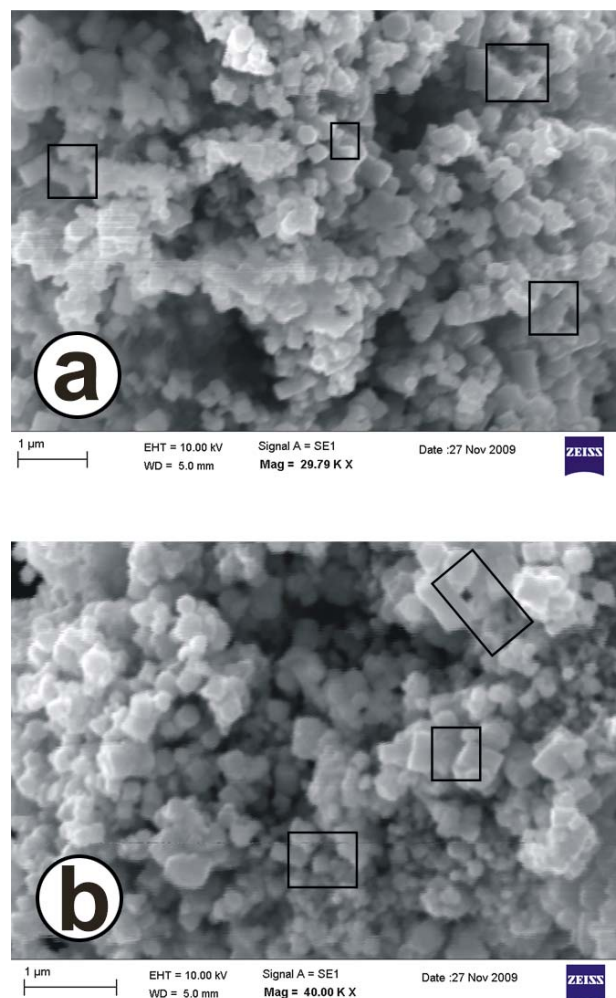 a
1 µm
EHT = 10.00 kV
Signal A = SE1
Date :27 Nov 2009
ZEISS
WD = 5.0 mm
Mag = 29.79 K X
b
1 µm
EHT = 10.00 kV
Signal A = SE1
Date :27 Nov 2009
ZEISS
WD = 5.0 mm
Mag = 40.00 K X